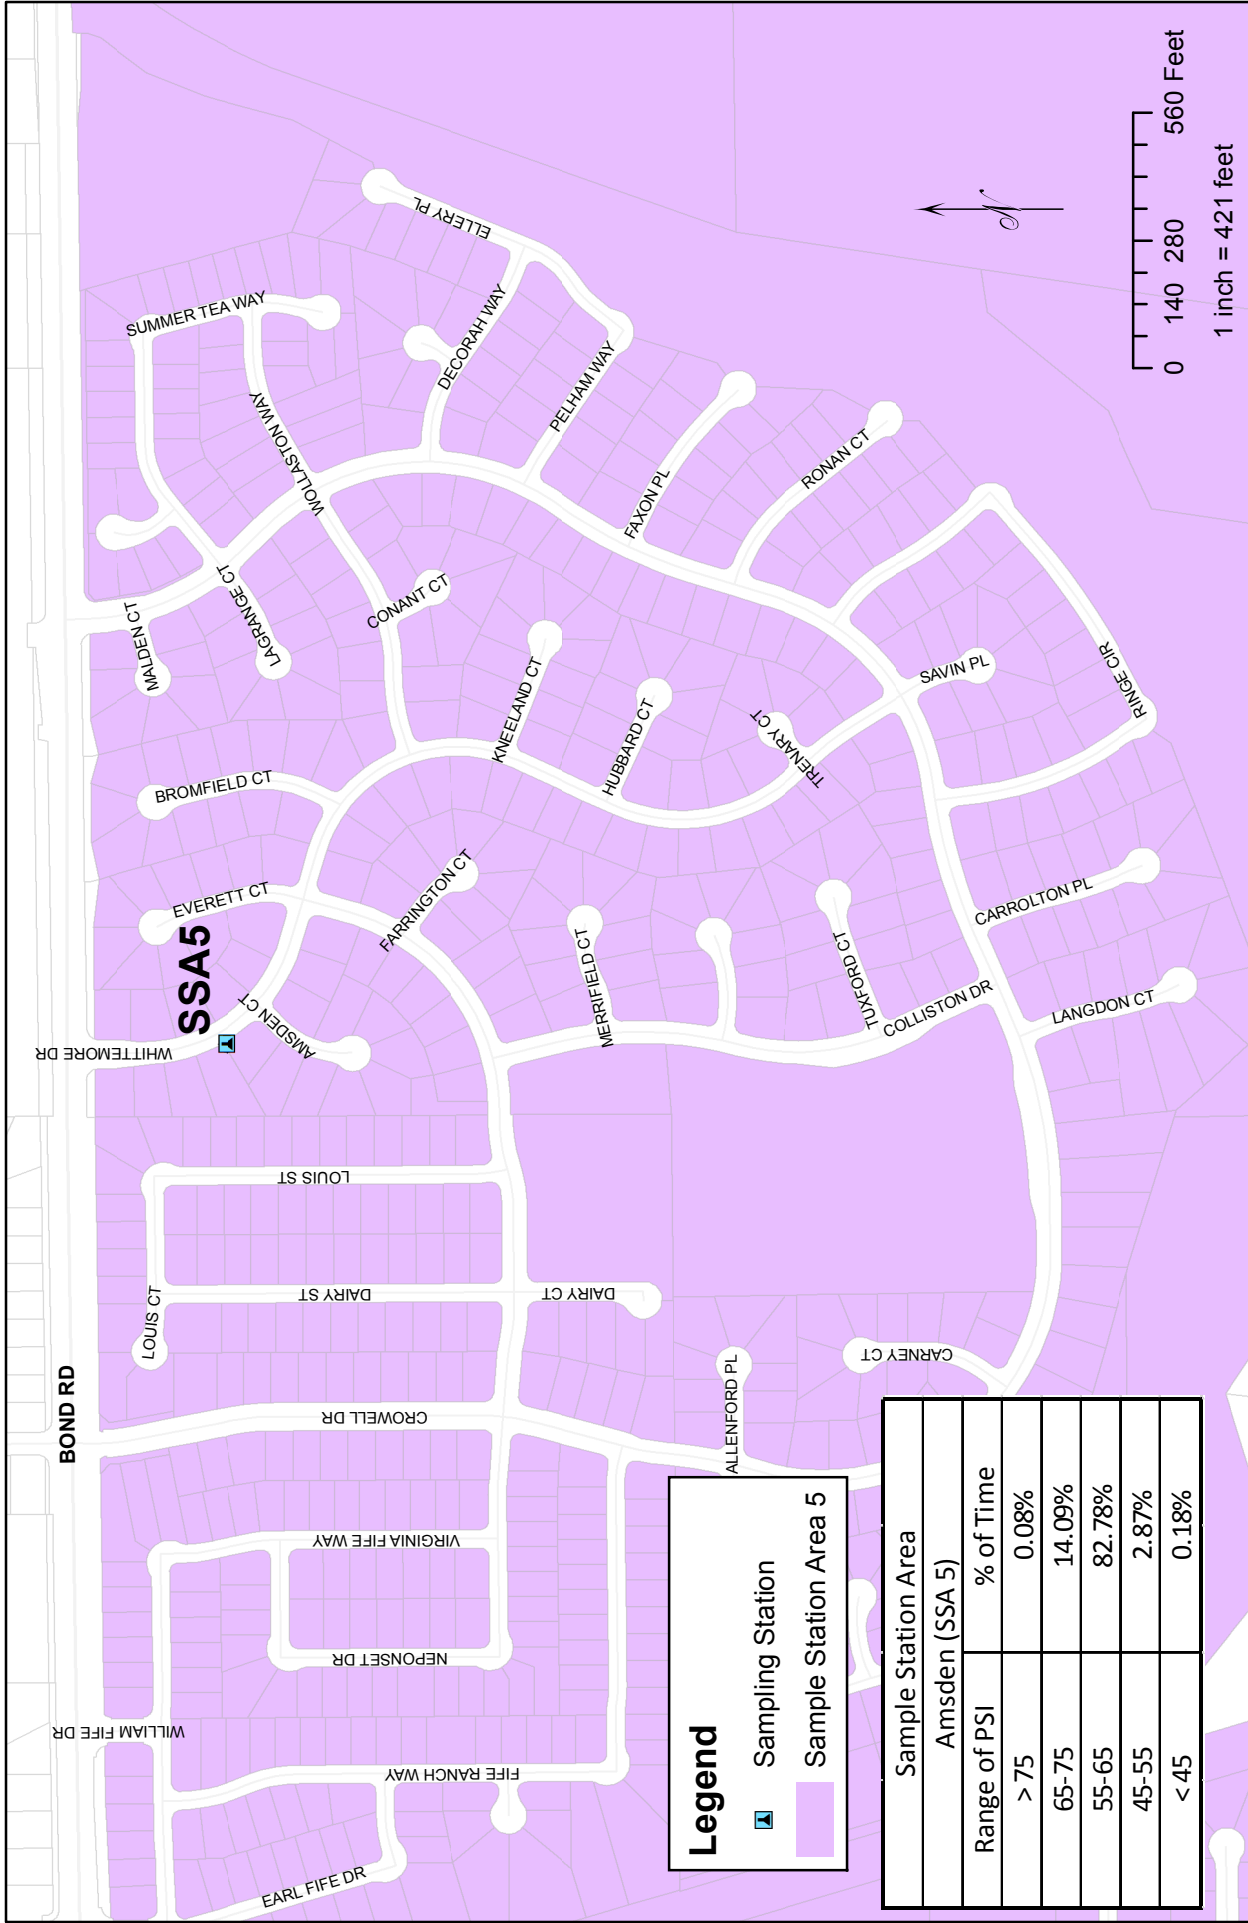 BOND RD
WILLIAM FIFE DR
EARL FIFE DR
FIFE RANCH WAY
NEPONSET DR
VIRGINIA FIFE WAY
CROWELL DR
LOUIS CT
DAIRY ST
DAIRY CT
LOUIS ST
ALLENFORD PL
CARNEY CT
WHITTEMORE DR
SSA5
AMSDEN CT
EVERETT CT
BROMFIELD CT
FARRINGTON CT
MERRIFIELD CT
TUXFORD CT
COLLISTON DR
LANGDON CT
CARROLTON PL
MALDEN CT
LAGRANGE CT
SUMMER TEA WAY
WOLLASTON WAY
CONANT CT
KNEELAND CT
HUBBARD CT
TRENARY CT
SAVIN PL
RINGE CIR
RONAN CT
FAXON PL
PELHAM WAY
DECORAH WAY
ELLERY PL
N
0 140 280 560 Feet
1 inch = 421 feet
Legend
Sampling Station
Sample Station Area 5
Sample Station Area
Amsden (SSA 5)
Range of PSI % of Time
> 75 0.08%
65-75 14.09%
55-65 82.78%
45-55 2.87%
< 45 0.18%